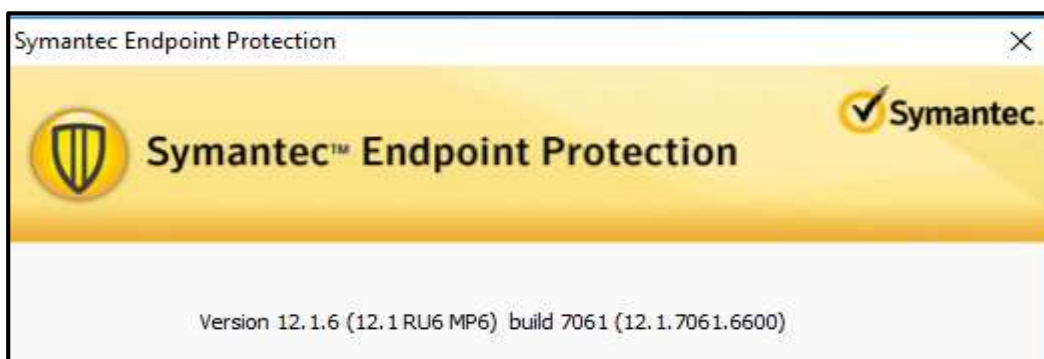 Symantec Endpoint Protection
Symantec.
Symantec™ Endpoint Protection
Version 12.1.6 (12.1 RU6 MP6) build 7061 (12.1.7061.6600)